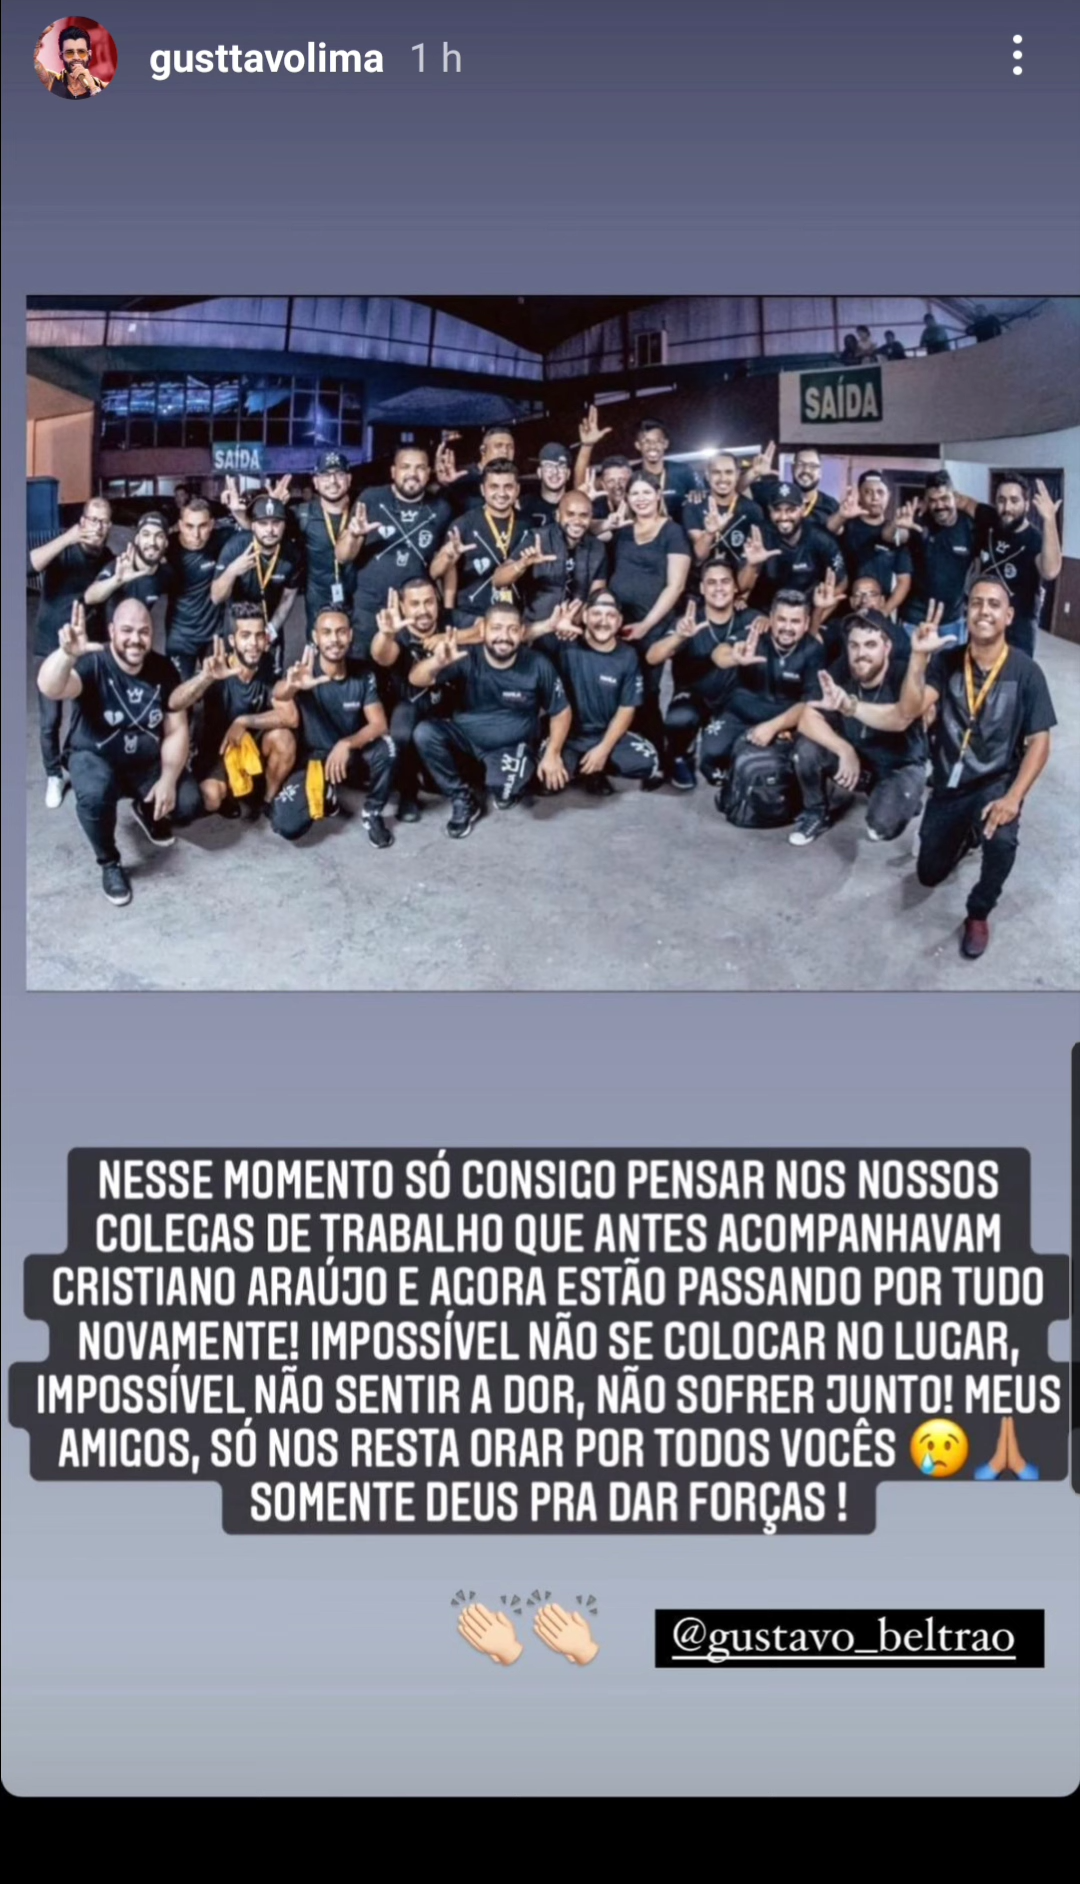 gusttavolima 1 h
SAÍDA
SAÍDA
NESSE MOMENTO SÓ CONSIGO PENSAR NOS NOSSOS
COLEGAS DE TRABALHO QUE ANTES ACOMPANHAVAM
CRISTIANO ARAÚJO E AGORA ESTÃO PASSANDO POR TUDO
NOVAMENTE! IMPOSSÍVEL NÃO SE COLOCAR NO LUGAR,
IMPOSSÍVEL NÃO SENTIR A DOR, NÃO SOFRER JUNTO! MEUS
AMIGOS, SÓ NOS RESTA ORAR POR TODOS VOCÊS 😢🙏🏽
SOMENTE DEUS PRA DAR FORÇAS !
👏🏻👏🏻 @gustavo_beltrao